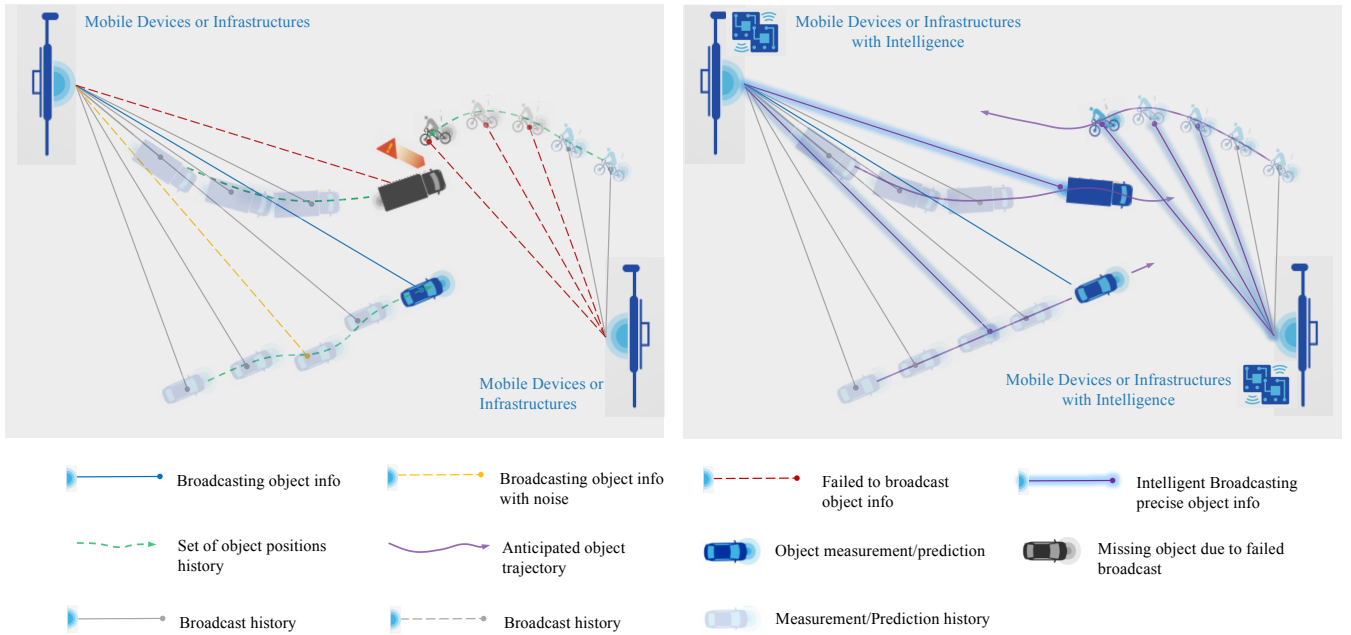 Mobile Devices or Infrastructures
Mobile Devices or
Infrastructures
Mobile Devices or Infrastructures
with Intelligence
Mobile Devices or Infrastructures
with Intelligence
Broadcasting object info
Broadcasting object info
with noise
Failed to broadcast
object info
Intelligent Broadcasting
precise object info
Set of object positions
history
Anticipated object
trajectory
Object measurement/prediction
Missing object due to failed
broadcast
Broadcast history
Broadcast history
Measurement/Prediction history